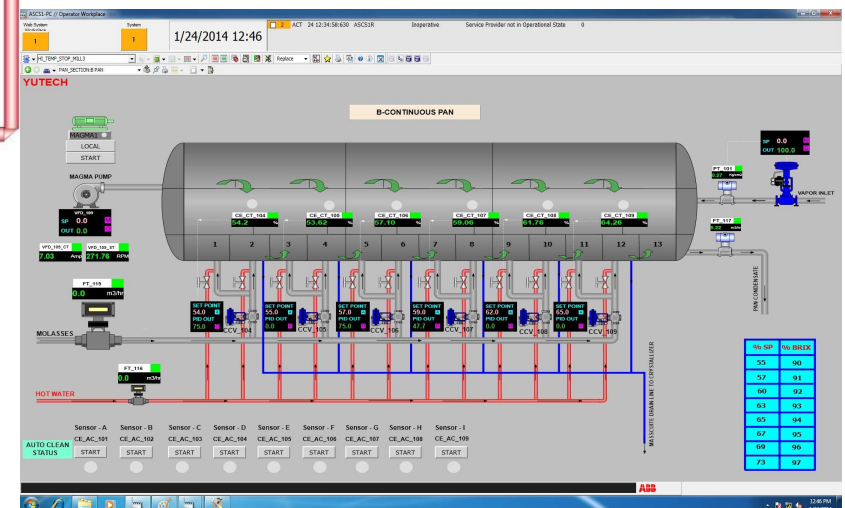 ASCS1-PC // Operator Workplace
Web System Workplace
1
System
1
1/24/2014 12:46
2 ACT 24 12:34:58:630 ASCS1R Inoperative Service Provider not in Operational State 0
HI_TEMP_STOP_MILL3
Replace
PAN_SECTION:B PAN
YUTECH
B-CONTINUOUS PAN
MAGMA1
LOCAL
START
MAGMA PUMP
VFD_109
SP 0.0
OUT 0.0
VFD_109_CT
7.03 Amp
VFD_109_ST
271.76 RPM
SP 0.0
OUT 100.0
PT_101
0.27 Kg/cm2
VAPOR INLET
FT_117
PAN CONDENSATE
CE_CT_104
54.2 %
CE_CT_105
53.62 %
CE_CT_106
57.10 %
CE_CT_107
59.06 %
CE_CT_108
61.76 %
CE_CT_109
64.26 %
1 2 3 4 5 6 7 8 9 10 11 12 13
FT_115
0.0 m3/hr
MOLASSES
SET POINT
54.0
PID OUT
75.0
CCV_104
SET POINT
55.0
PID OUT
0.0
CCV_105
SET POINT
57.0
PID OUT
75.0
CCV_106
SET POINT
59.0
PID OUT
47.7
CCV_107
SET POINT
62.0
PID OUT
0.0
CCV_108
SET POINT
65.0
PID OUT
0.0
CCV_109
FT_116
0.0 m3/hr
HOT WATER
MASSCUITE DRAIN LINE TO CRYSTALLIZER
% SP % BRIX
55 90
57 91
60 92
63 93
65 94
67 95
69 96
73 97
Sensor - A Sensor - B Sensor - C Sensor - D Sensor - E Sensor - F Sensor - G Sensor - H Sensor - I
CE_AC_101 CE_AC_102 CE_AC_103 CE_AC_104 CE_AC_105 CE_AC_106 CE_AC_107 CE_AC_108 CE_AC_109
AUTO CLEAN STATUS
START START START START START START START START START
ABB
12:46 PM